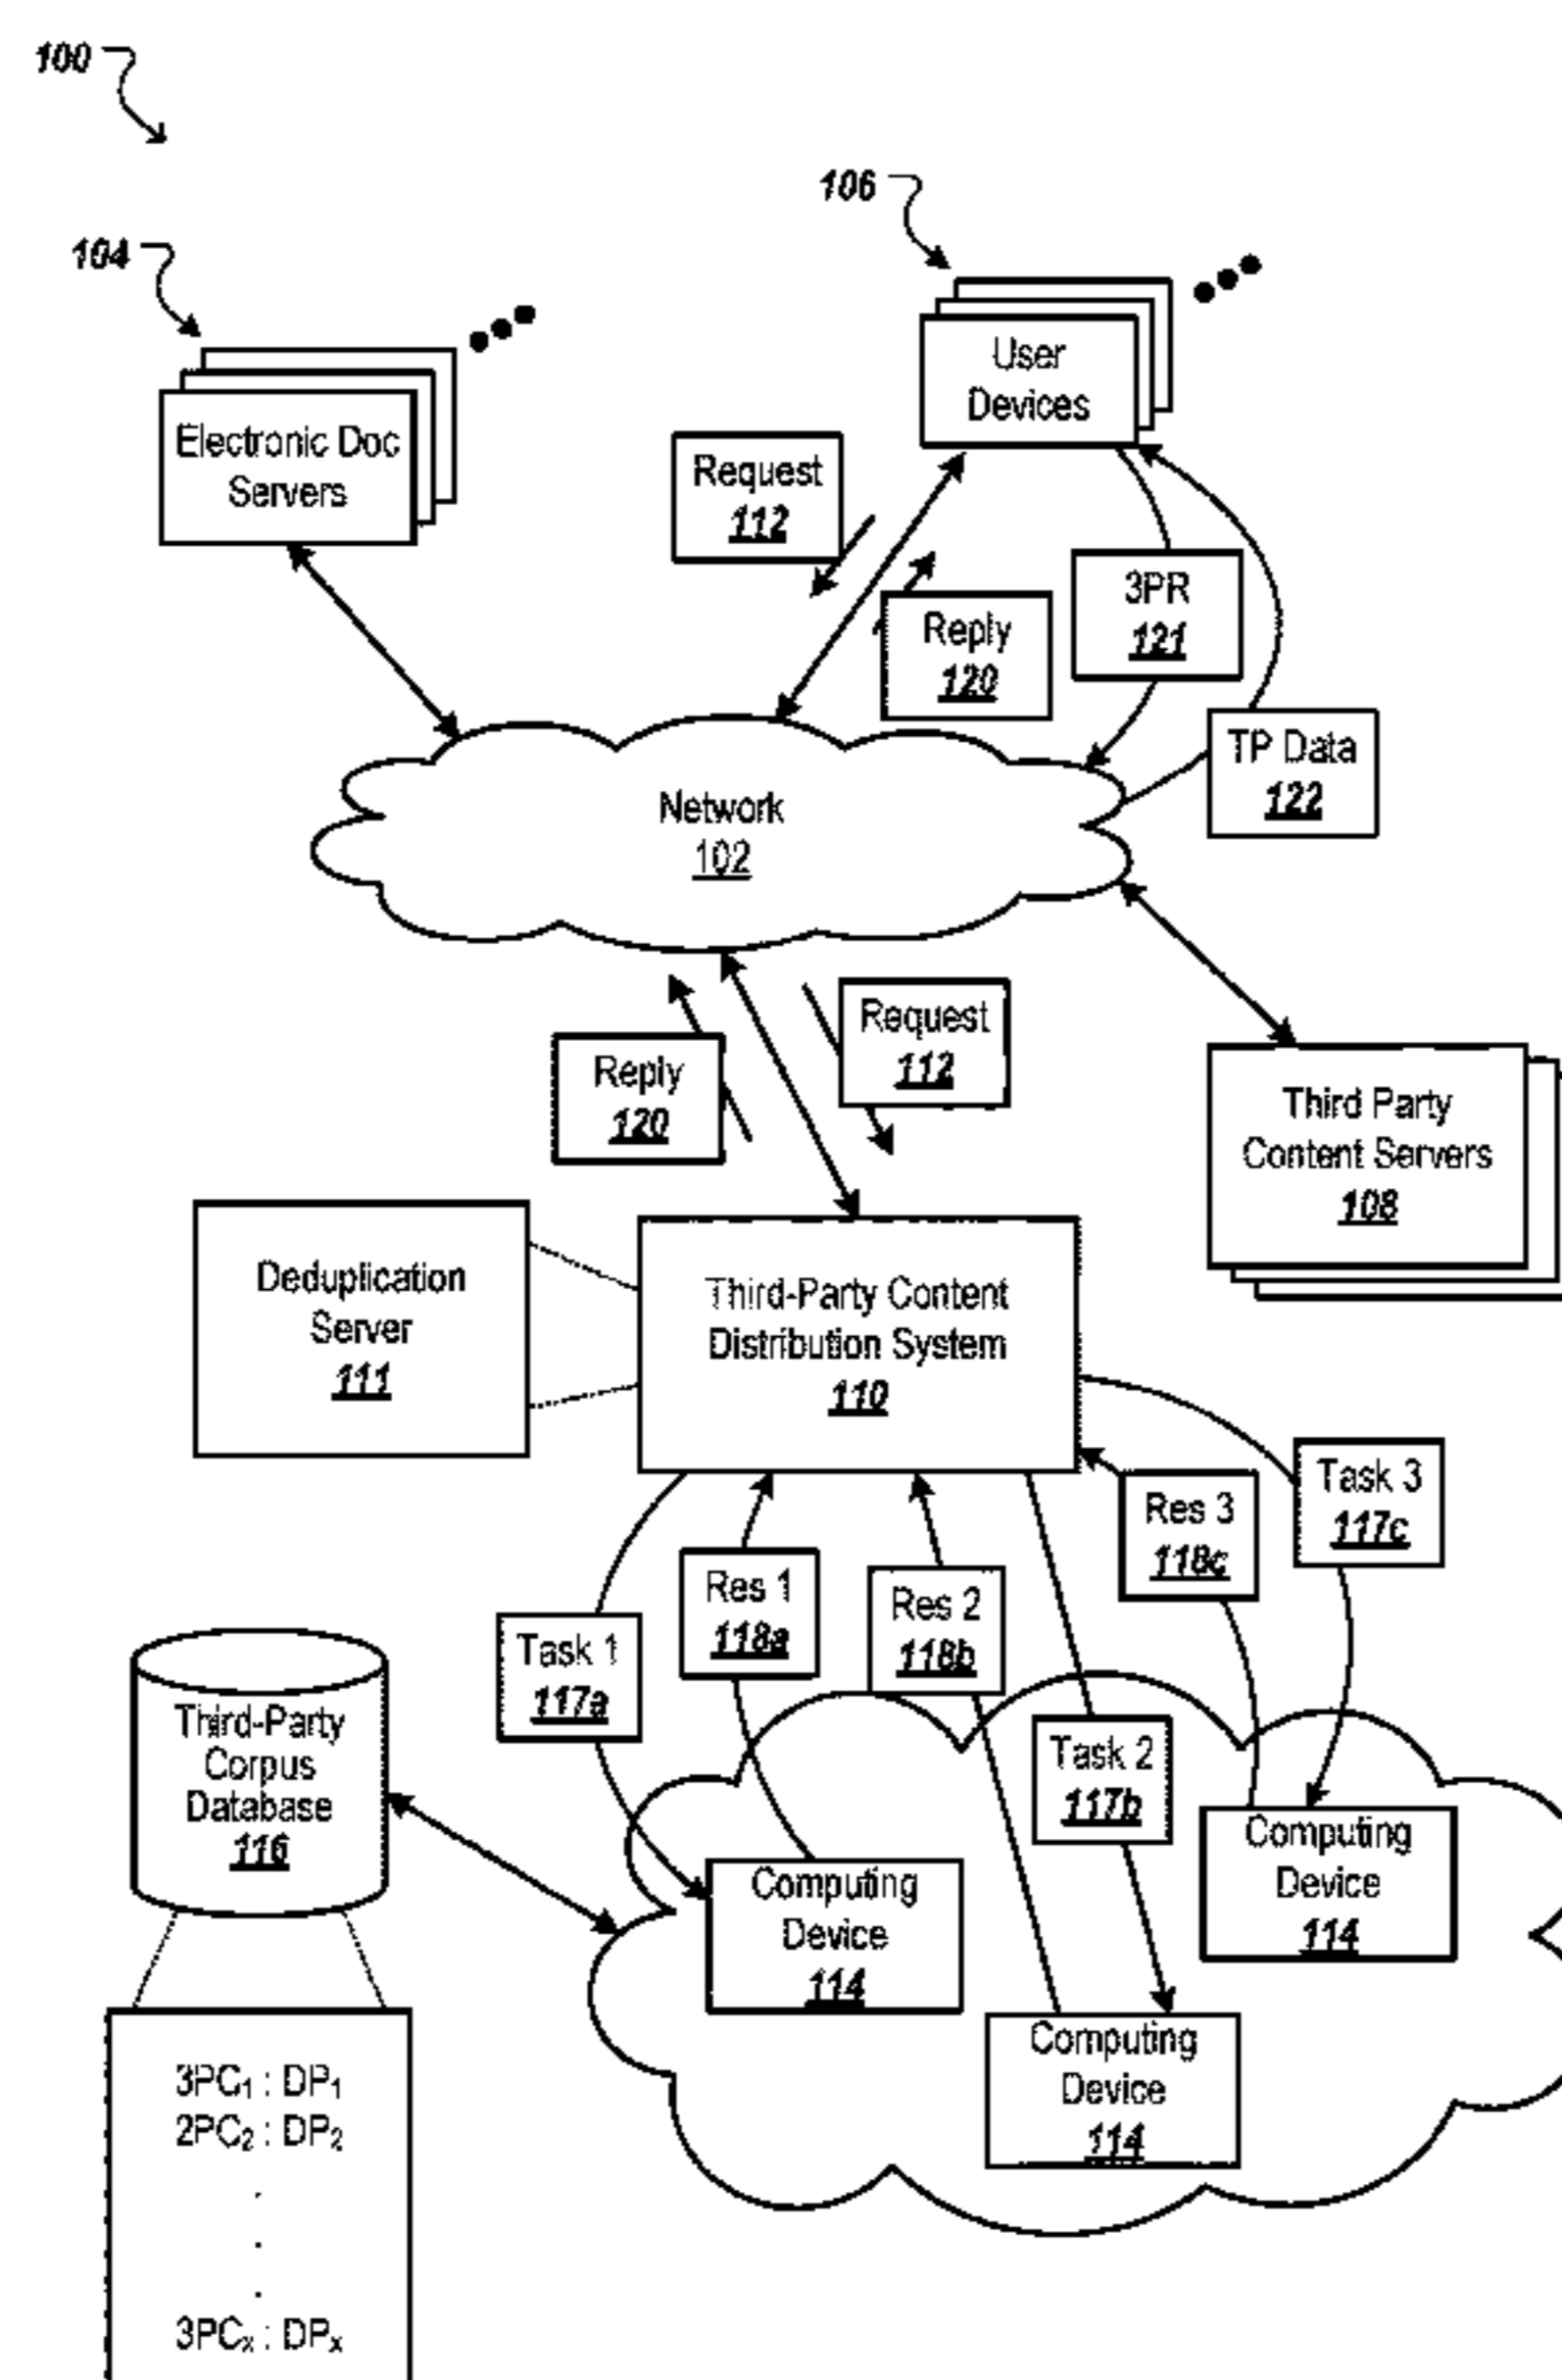 100
106
104
User
Devices
Electronic Doc
Servers
Request
112
3PR
121
Reply
120
TP Data
122
Network
102
Request
112
Reply
120
Third Party
Content Servers
108
Deduplication
Server
111
Third-Party Content
Distribution System
110
Task 3
117c
Res 3
118c
Res 1
118a
Res 2
118b
Task 1
117a
Third-Party
Corpus
Database
116
Task 2
117b
Computing
Device
114
Computing
Device
114
Computing
Device
114
3PC₁ : DP₁
2PC₂ : DP₂
.
.
.
3PCₓ : DPₓ